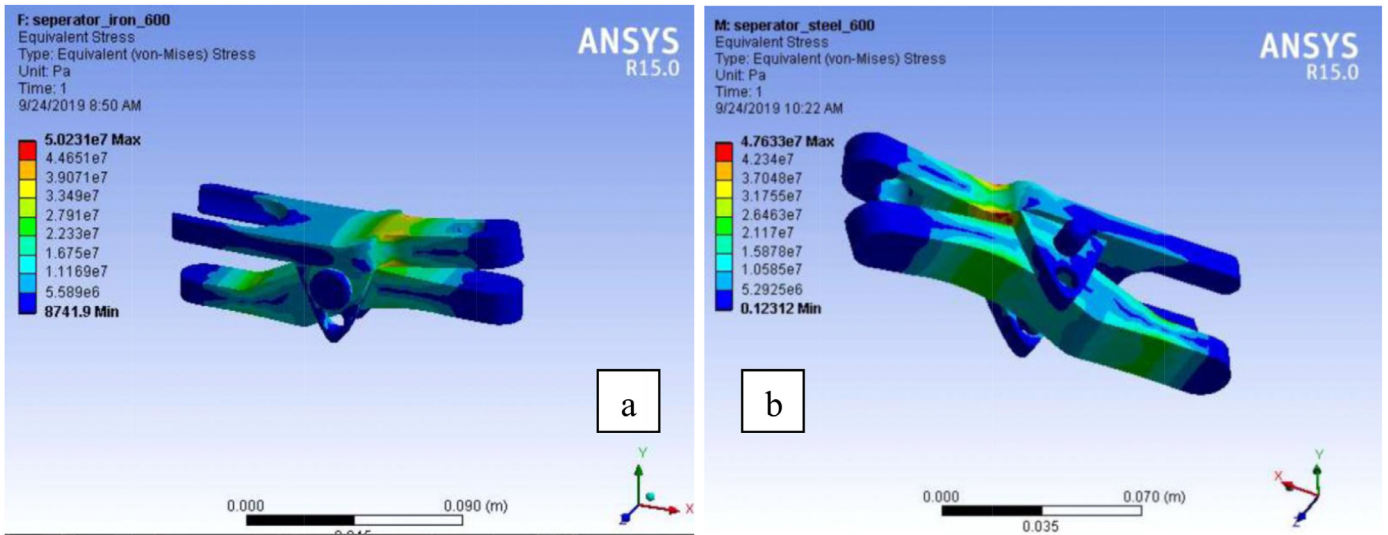 F: seperator_iron_600
Equivalent Stress
Type: Equivalent (von-Mises) Stress
Unit: Pa
Time: 1
9/24/2019 8:50 AM
ANSYS
R15.0
5.0231e7 Max
4.4651e7
3.9071e7
3.349e7
2.791e7
2.233e7
1.675e7
1.1169e7
5.589e6
8741.9 Min
a
Y
X
Z
0.000
0.090 (m)
M: seperator_steel_600
Equivalent Stress
Type: Equivalent (von-Mises) Stress
Unit: Pa
Time: 1
9/24/2019 10:22 AM
ANSYS
R15.0
4.7633e7 Max
4.234e7
3.7048e7
3.1755e7
2.6463e7
2.117e7
1.5878e7
1.0585e7
5.2925e6
0.12312 Min
b
Y
X
Z
0.000
0.070 (m)
0.035